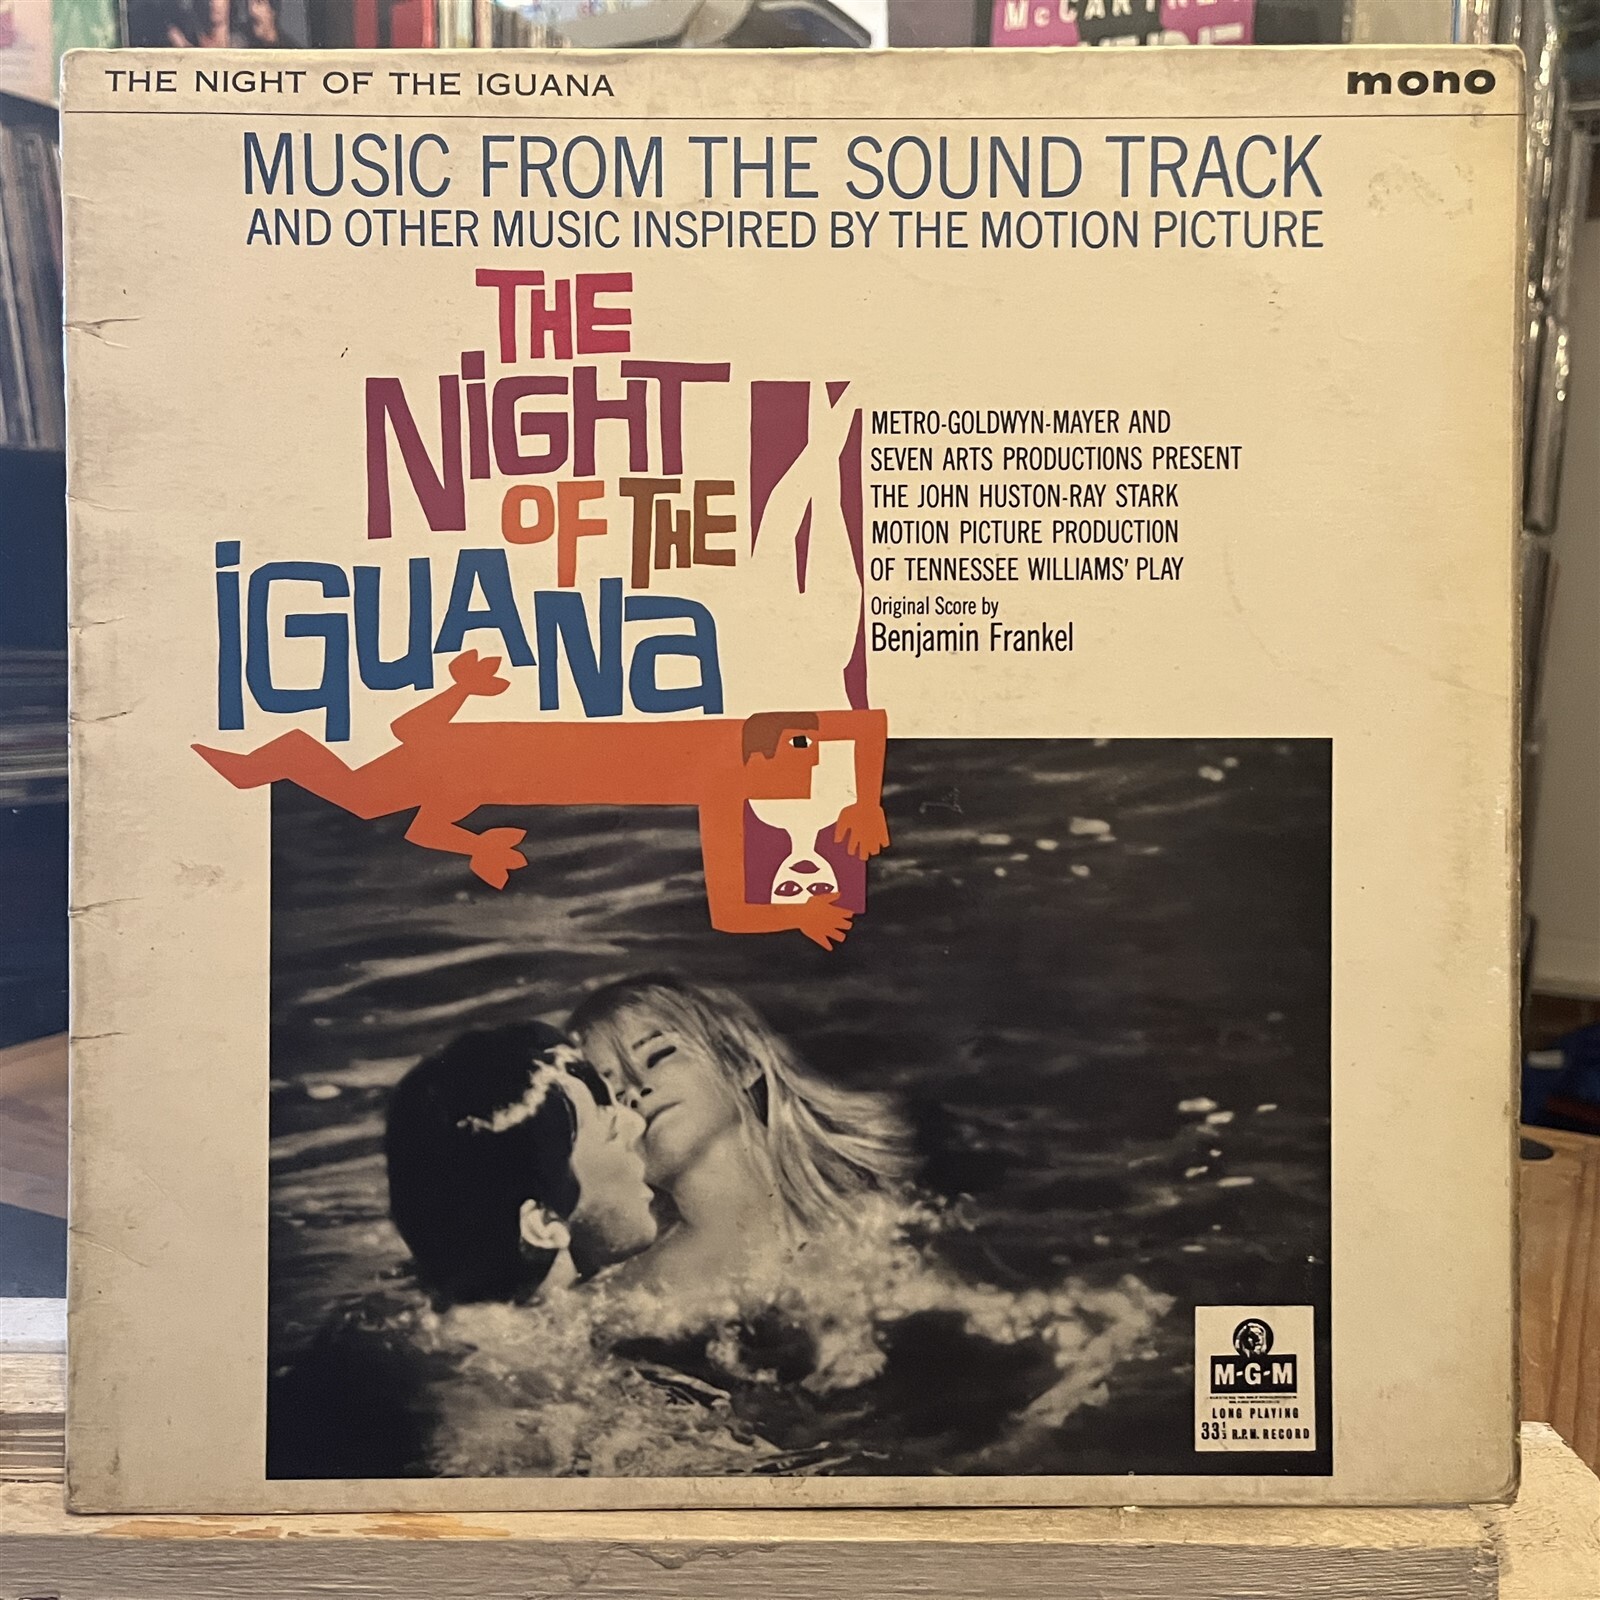 McCARTNEY
THE NIGHT OF THE IGUANA
mono
MUSIC FROM THE SOUND TRACK
AND OTHER MUSIC INSPIRED BY THE MOTION PICTURE
THE
NiGHT
OF THE
iGUANa
METRO-GOLDWYN-MAYER AND
SEVEN ARTS PRODUCTIONS PRESENT
THE JOHN HUSTON-RAY STARK
MOTION PICTURE PRODUCTION
OF TENNESSEE WILLIAMS' PLAY
Original Score by
Benjamin Frankel
M-G-M
LONG PLAYING
33⅓ R.P.M. RECORD